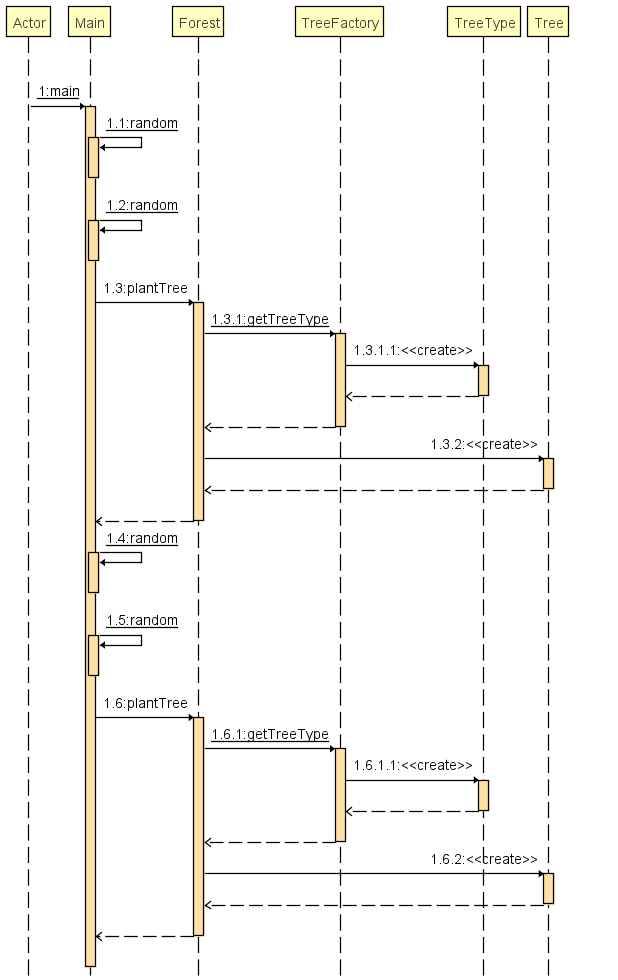 Actor Main Forest TreeFactory TreeType Tree
1:main
1.1:random
1.2:random
1.3:plantTree
1.3.1:getTreeType
1.3.1.1:<<create>>
1.3.2:<<create>>
1.4:random
1.5:random
1.6:plantTree
1.6.1:getTreeType
1.6.1.1:<<create>>
1.6.2:<<create>>